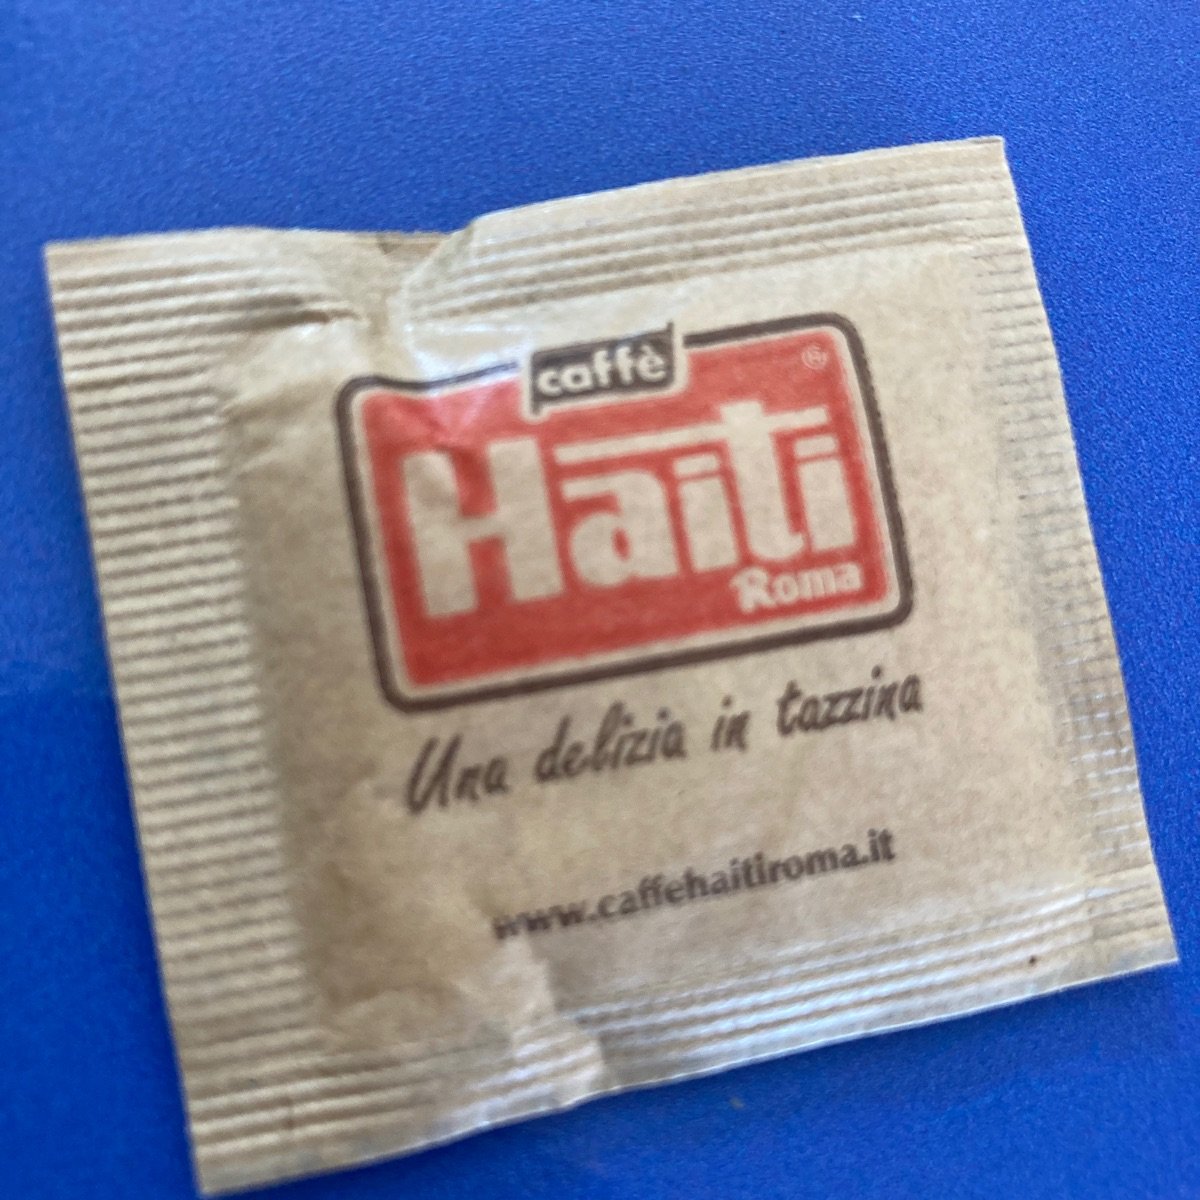 caffè
®
Haiti
Roma
Una delizia in tazzina
www.caffehaitiroma.it